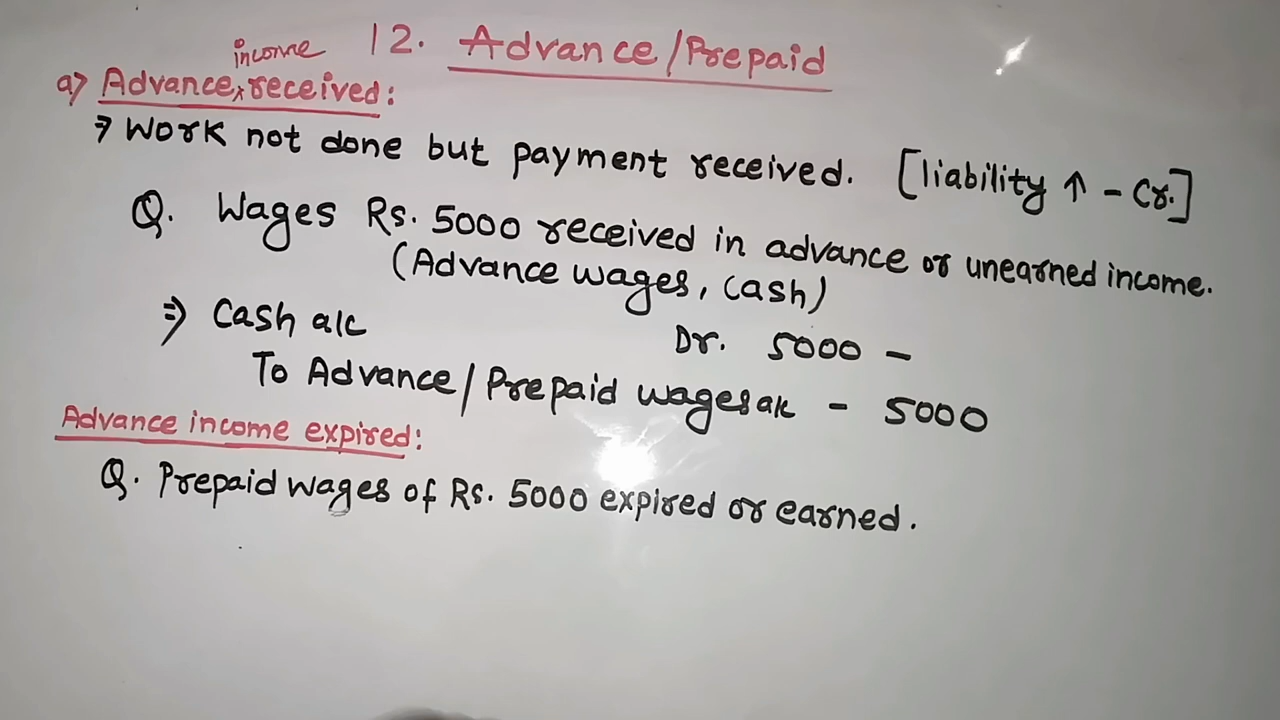 12. Advance/Prepaid
income
a) Advance, received:
⇒ Work not done but payment received. [liability ↑ - Cr.]
Q. Wages Rs. 5000 received in advance or unearned income.
(Advance wages, cash)
⇒ Cash a/c Dr. 5000 -
To Advance/Prepaid wages a/c - 5000
Advance income expired:
Q. Prepaid wages of Rs. 5000 expired or earned.